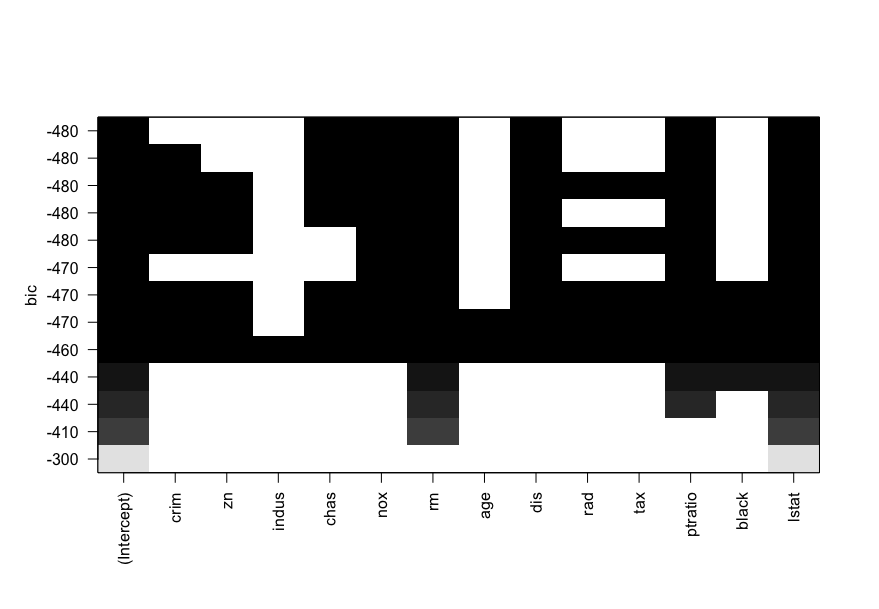 -480
-480
-480
-480
-480
-470
-470
-470
-460
-440
-440
-410
-300
bic
(Intercept)
crim
zn
indus
chas
nox
rm
age
dis
rad
tax
ptratio
black
lstat